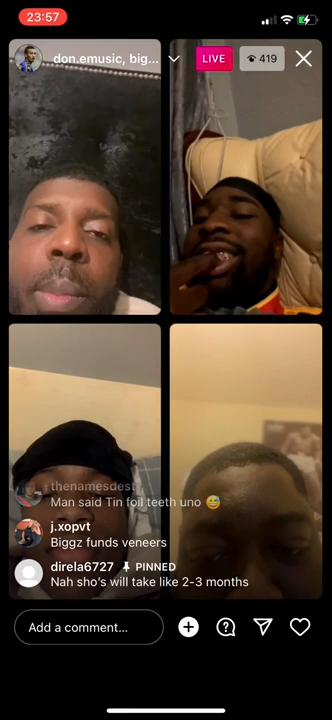 23:57
don.emusic, big...
LIVE
419
thenamesdest
Man said Tin foil teeth uno 😅
j.xopvt
Biggz funds veneers
direla6727 PINNED
Nah sho's will take like 2-3 months
Add a comment...